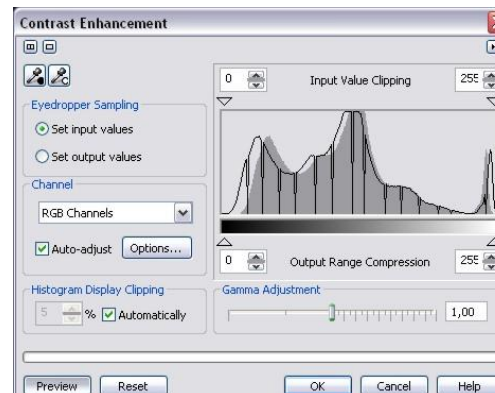 Contrast Enhancement
0 Input Value Clipping 255
Eyedropper Sampling
Set input values
Set output values
Channel
RGB Channels
Auto-adjust Options...
0 Output Range Compression 255
Histogram Display Clipping
5 % Automatically
Gamma Adjustment
1,00
Preview Reset OK Cancel Help